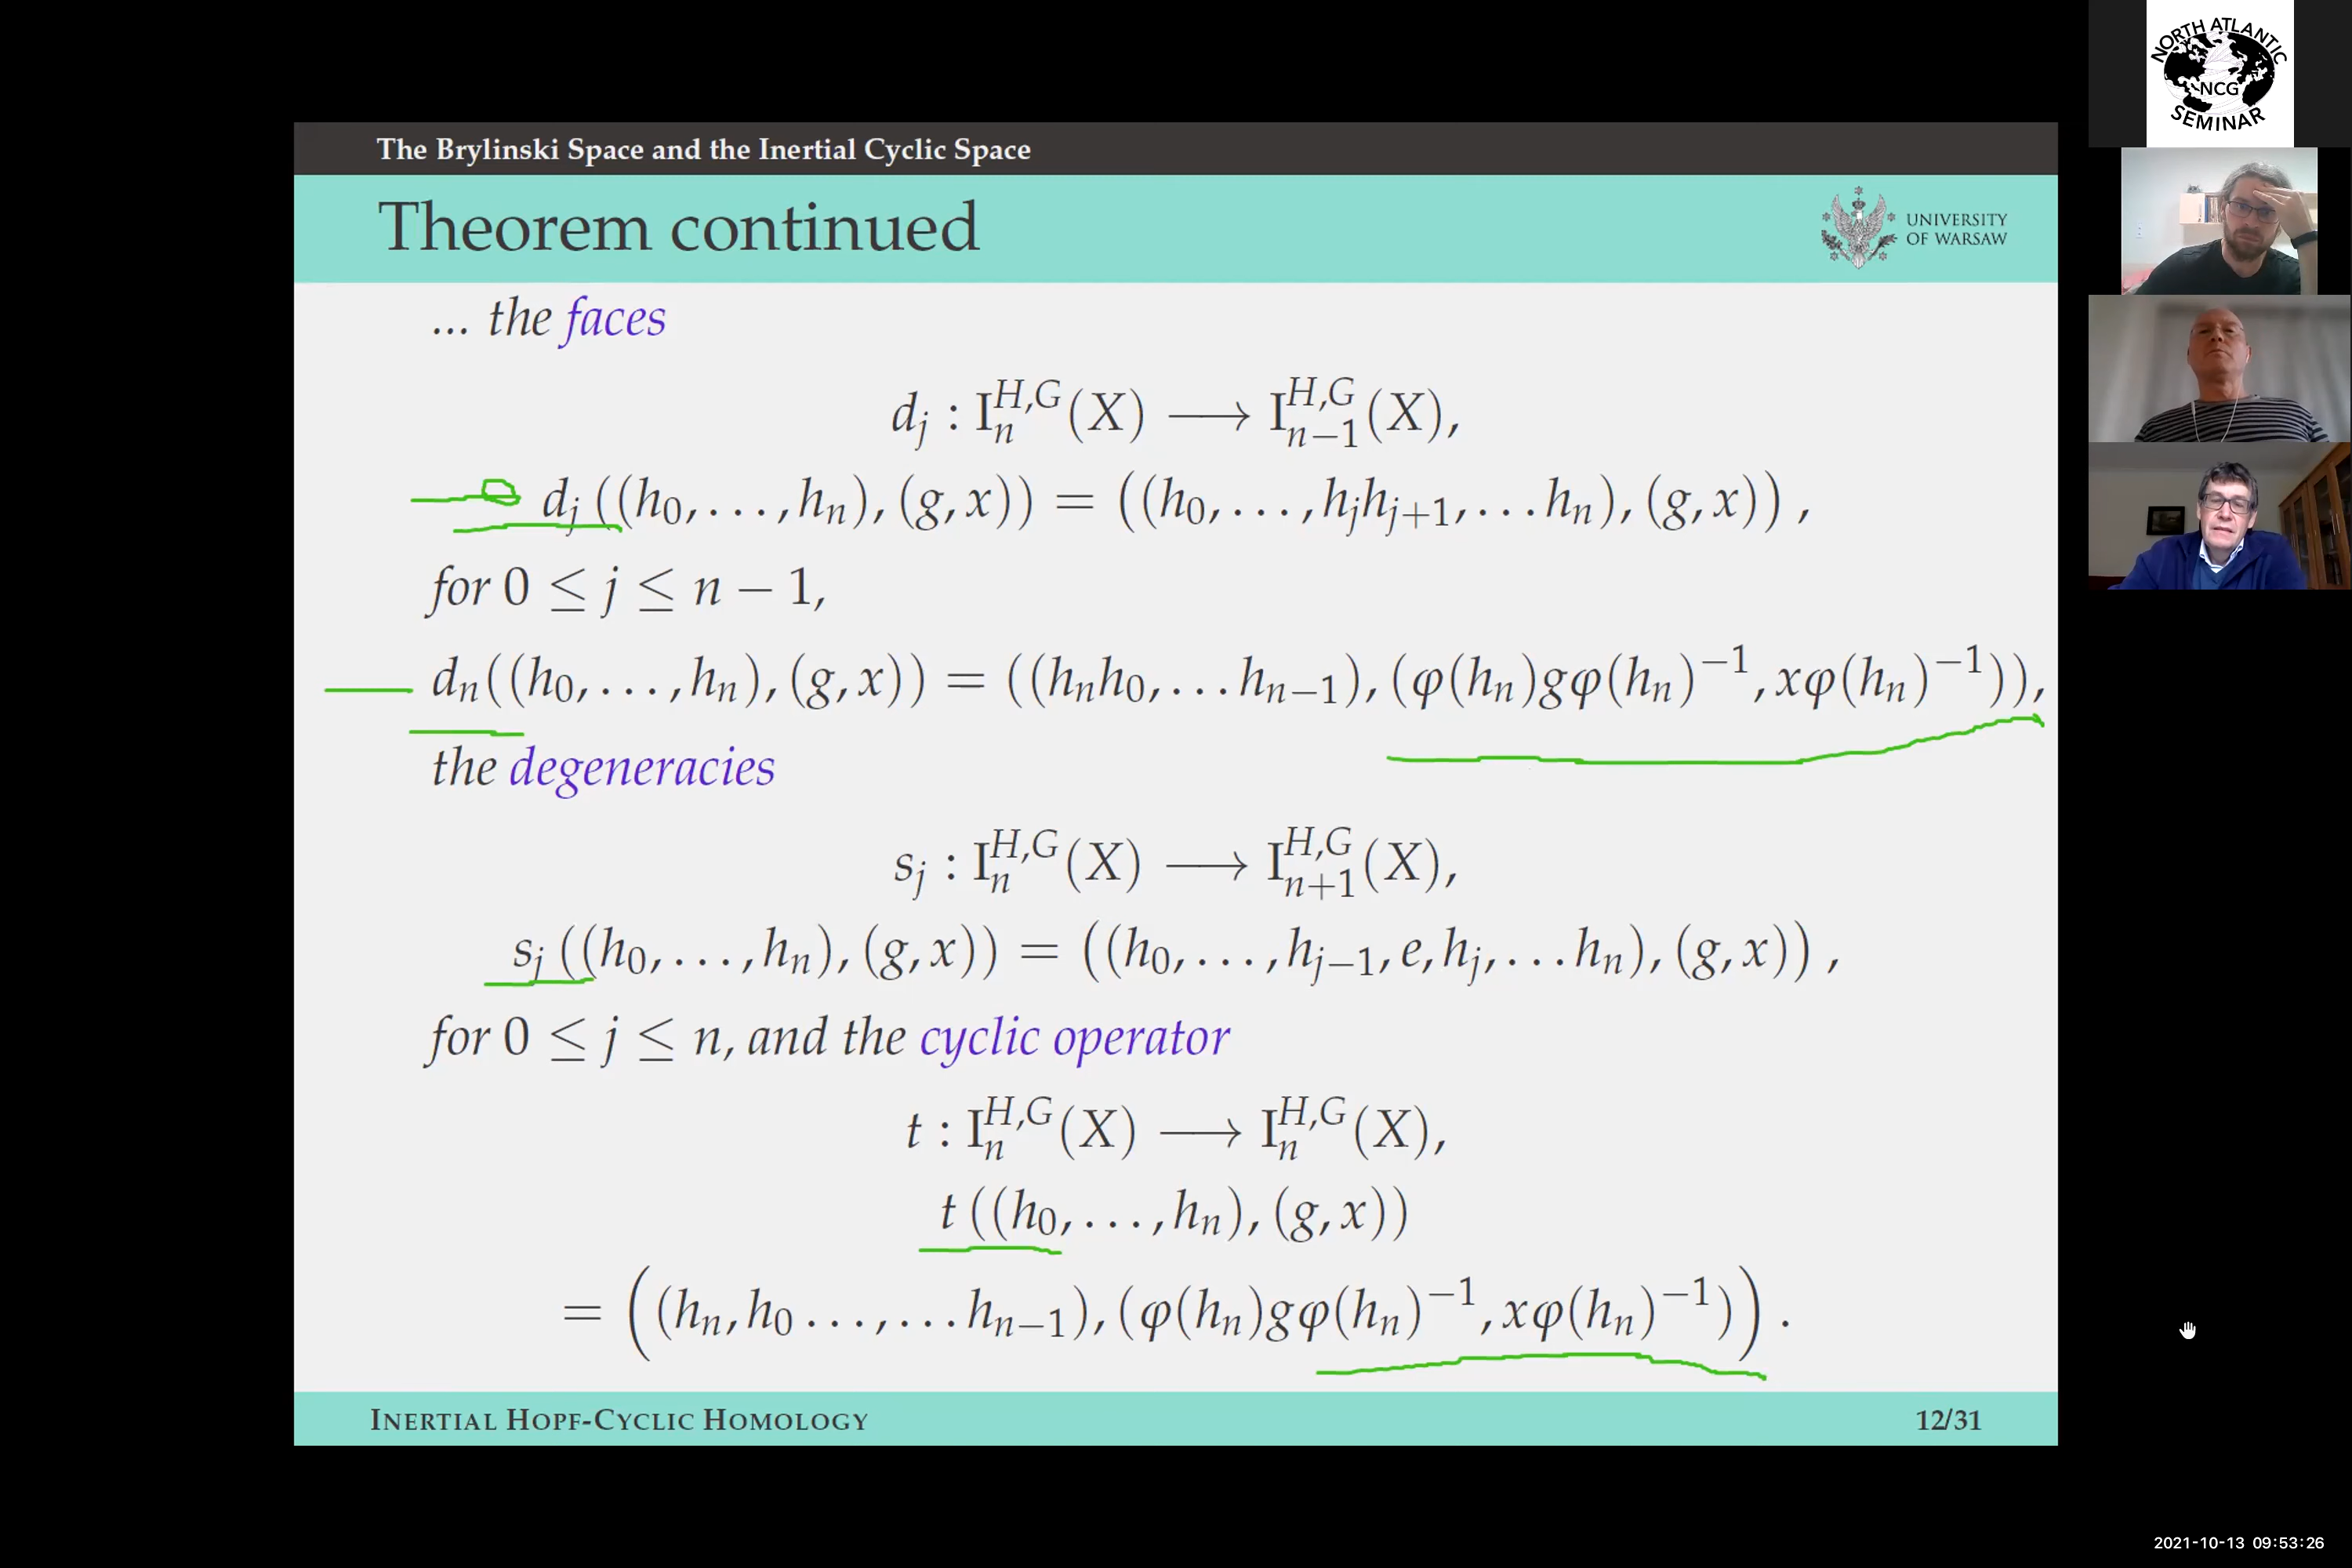 The Brylinski Space and the Inertial Cyclic Space
Theorem continued
UNIVERSITY
OF WARSAW
... the faces
d_j : I_n^{H,G}(X) ⟶ I_{n−1}^{H,G}(X),
d_j ((h_0, . . . , h_n), (g, x)) = ((h_0, . . . , h_jh_{j+1}, . . . h_n), (g, x)) ,
for 0 ≤ j ≤ n − 1,
d_n((h_0, . . . , h_n), (g, x)) = ((h_nh_0, . . . h_{n−1}), (φ(h_n)gφ(h_n)^{−1}, xφ(h_n)^{−1})),
the degeneracies
s_j : I_n^{H,G}(X) ⟶ I_{n+1}^{H,G}(X),
s_j ((h_0, . . . , h_n), (g, x)) = ((h_0, . . . , h_{j−1}, e, h_j, . . . h_n), (g, x)) ,
for 0 ≤ j ≤ n, and the cyclic operator
t : I_n^{H,G}(X) ⟶ I_n^{H,G}(X),
t ((h_0, . . . , h_n), (g, x))
= ((h_n, h_0 . . . , . . . h_{n−1}), (φ(h_n)gφ(h_n)^{−1}, xφ(h_n)^{−1})) .
INERTIAL HOPF-CYCLIC HOMOLOGY
12/31
NORTH ATLANTIC
NCG
SEMINAR
2021-10-13 09:53:26